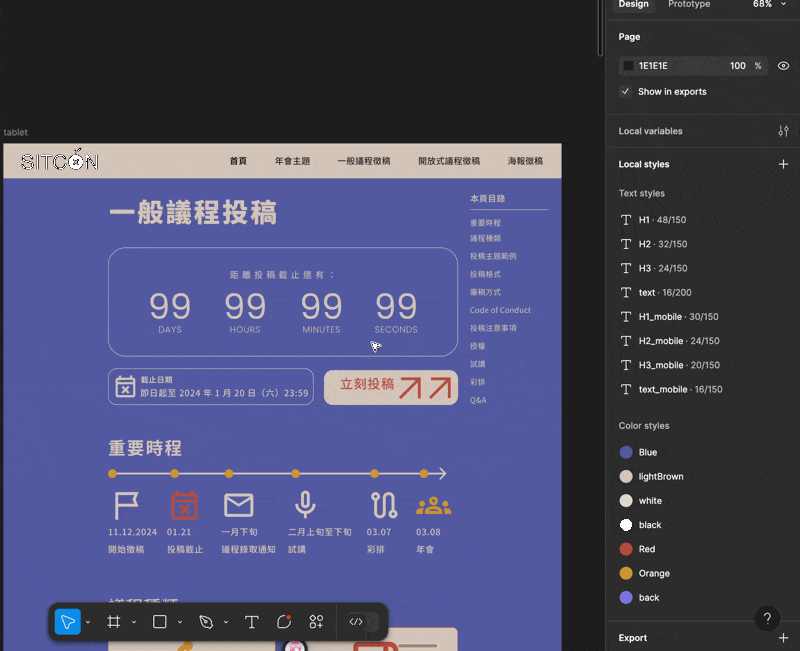 Design Prototype 68%
Page
1E1E1E 100 %
Show in exports
Local variables
Local styles
Text styles
H1 · 48/150
H2 · 32/150
H3 · 24/150
text · 16/200
H1_mobile · 30/150
H2_mobile · 24/150
H3_mobile · 20/150
text_mobile · 16/150
Color styles
Blue
lightBrown
white
black
Red
Orange
back
Export
?
tablet
SITCON
首頁 年會主題 一般議程徵稿 開放式議程徵稿 海報徵稿
一般議程投稿
距離投稿截止還有：
99 99 99 99
DAYS HOURS MINUTES SECONDS
截止日期
即日起至 2024 年 1 月 20 日（六）23:59
立刻投稿
本頁目錄
重要時程
議程種類
投稿主題範例
投稿格式
審稿方式
Code of Conduct
投稿注意事項
授權
試講
彩排
Q&A
重要時程
11.12.2024 01.21 一月下旬 二月上旬至下旬 03.07 03.08
開始徵稿 投稿截止 議程錄取通知 試講 彩排 年會